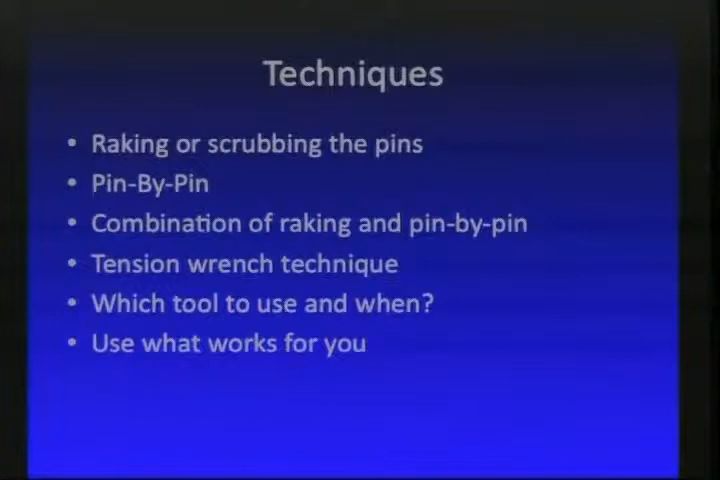 Techniques
• Raking or scrubbing the pins
• Pin-By-Pin
• Combination of raking and pin-by-pin
• Tension wrench technique
• Which tool to use and when?
• Use what works for you